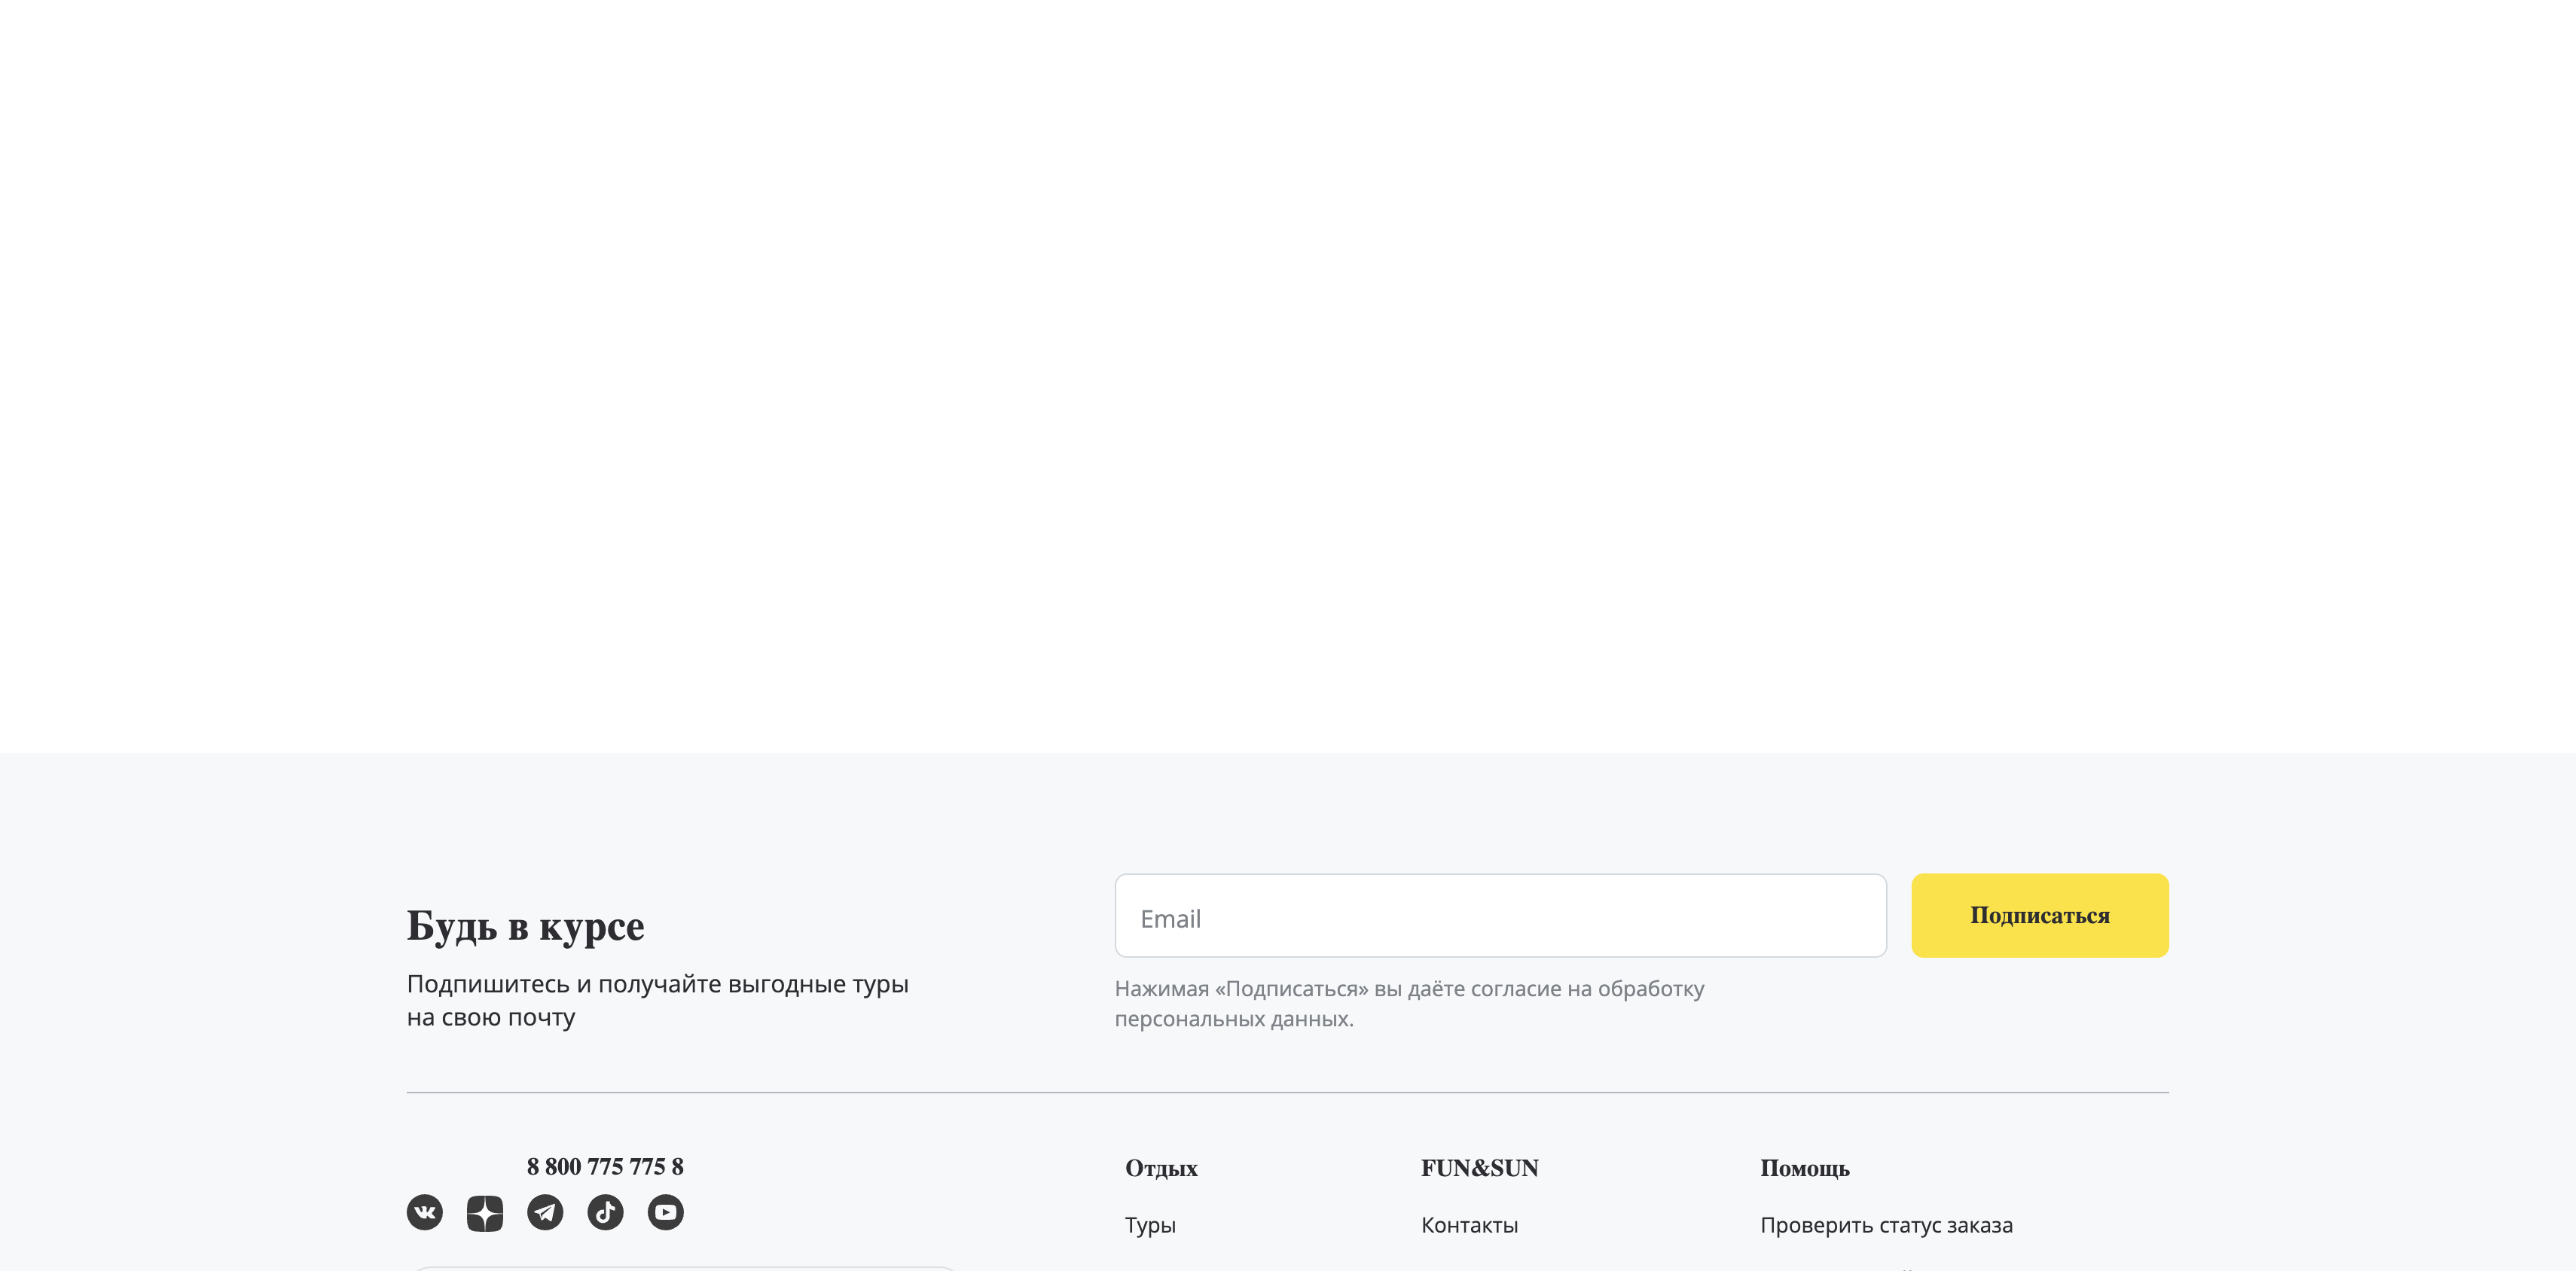 Будь в курсе
Подпишитесь и получайте выгодные туры
на свою почту
Email
Подписаться
Нажимая «Подписаться» вы даёте согласие на обработку
персональных данных.
8 800 775 775 8
Отдых
Туры
FUN&SUN
Контакты
Помощь
Проверить статус заказа